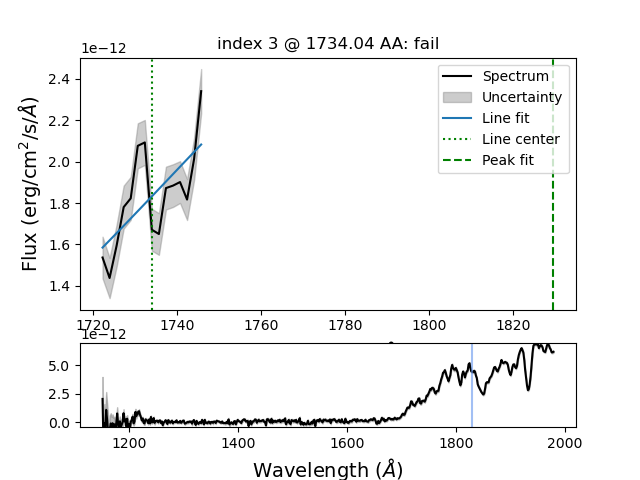 index 3 @ 1734.04 AA: fail
1e−12
Flux (erg/cm²/s/Å)
2.4
2.2
2.0
1.8
1.6
1.4
Spectrum
Uncertainty
Line fit
Line center
Peak fit
1720 1740 1760 1780 1800 1820
1e−12
5.0
2.5
0.0
1200 1400 1600 1800 2000
Wavelength (Å)